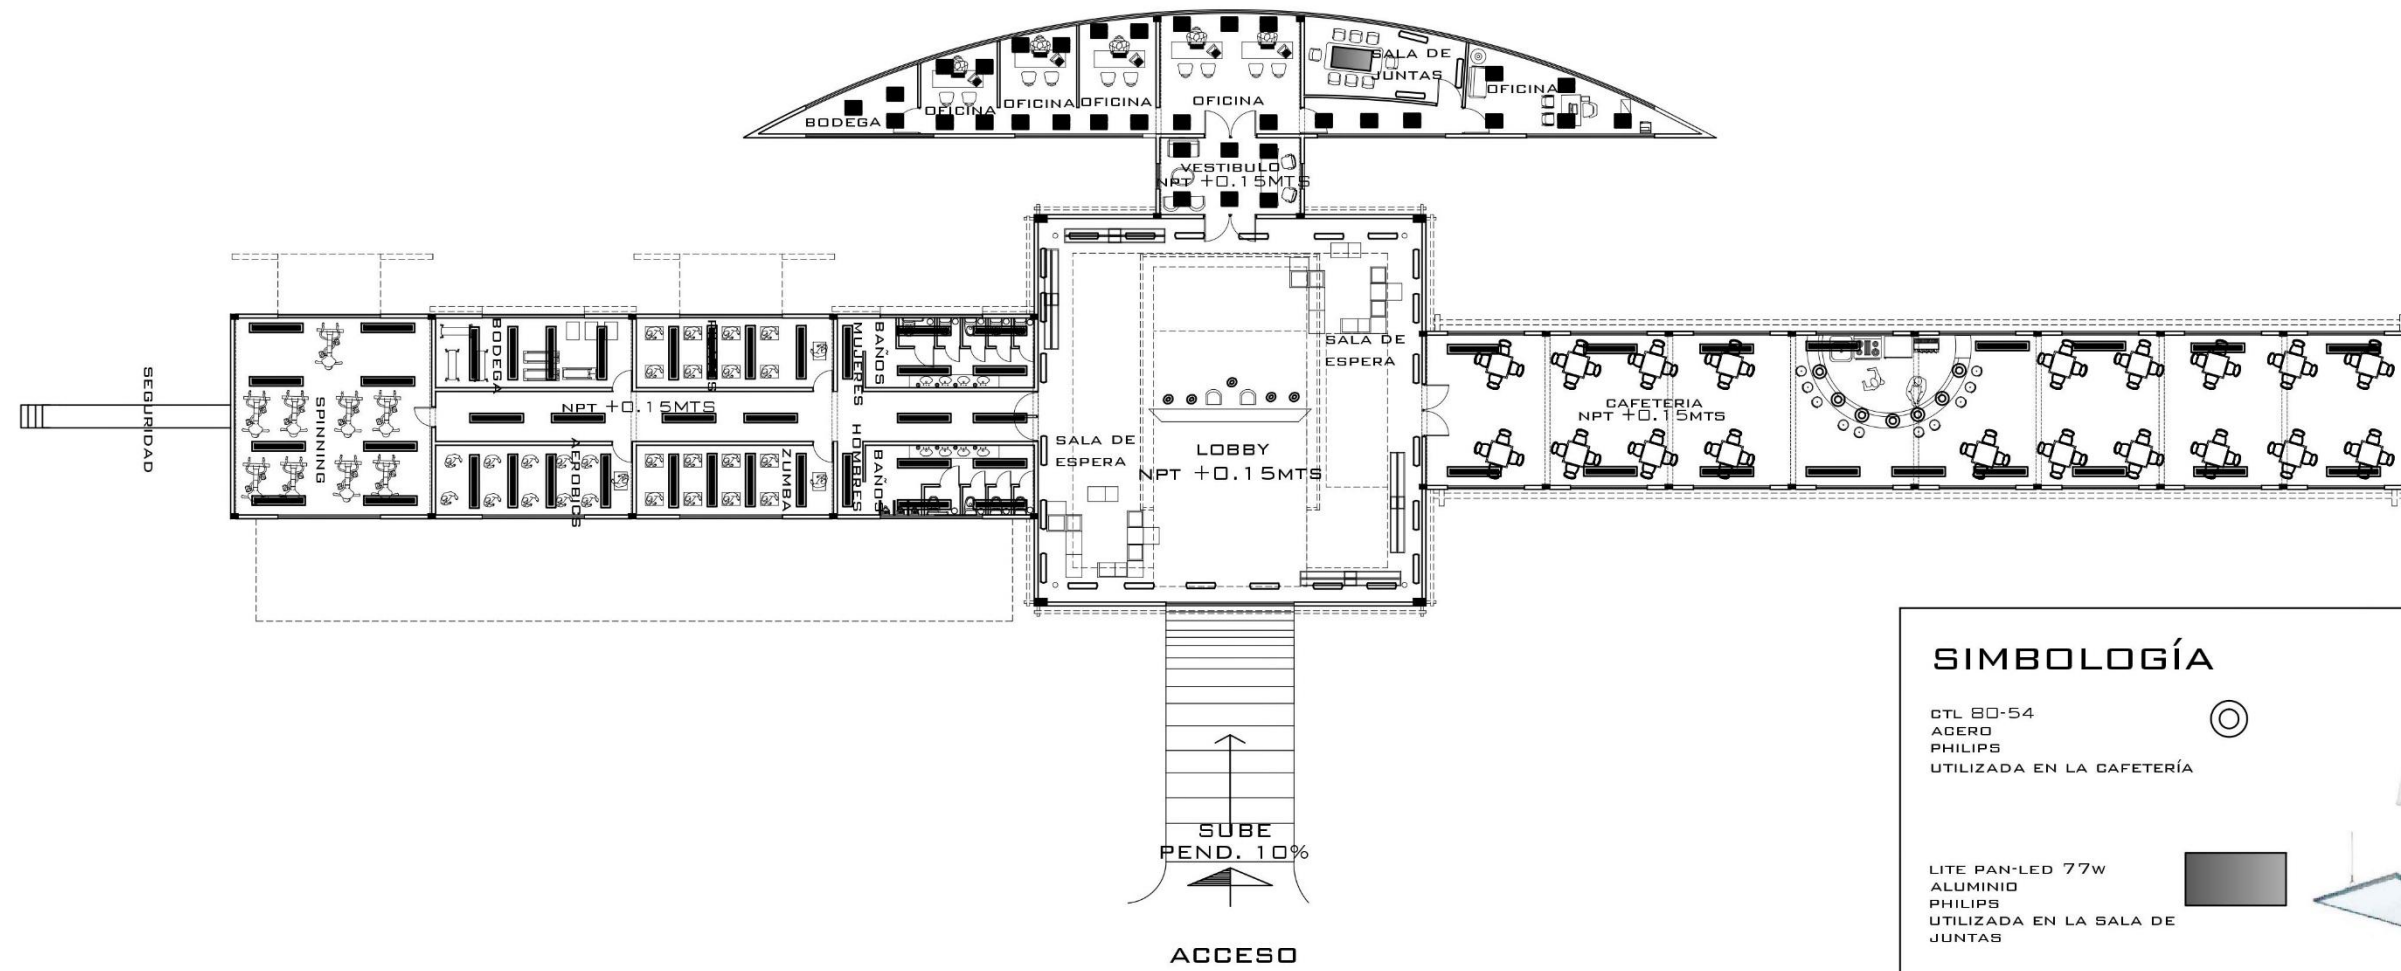 SALA DE
JUNTAS
OFICINA
OFICINA
OFICINA
OFICINA
OFICINA
BODEGA
VESTIBULO
NPT +0.15MTS
SEGURIDAD
SPINNING
BODEGA
NPT +0.15MTS
AEROBICS
ZUMBA
MUJERES
HOMBRES
BAÑOS
BAÑOS
SALA DE
ESPERA
SALA DE
ESPERA
LOBBY
NPT +0.15MTS
CAFETERIA
NPT +0.15MTS
SUBE
PEND. 10%
ACCESO
SIMBOLOGÍA
CTL 80-54
ACERO
PHILIPS
UTILIZADA EN LA CAFETERÍA
LITE PAN-LED 77W
ALUMINIO
PHILIPS
UTILIZADA EN LA SALA DE
JUNTAS